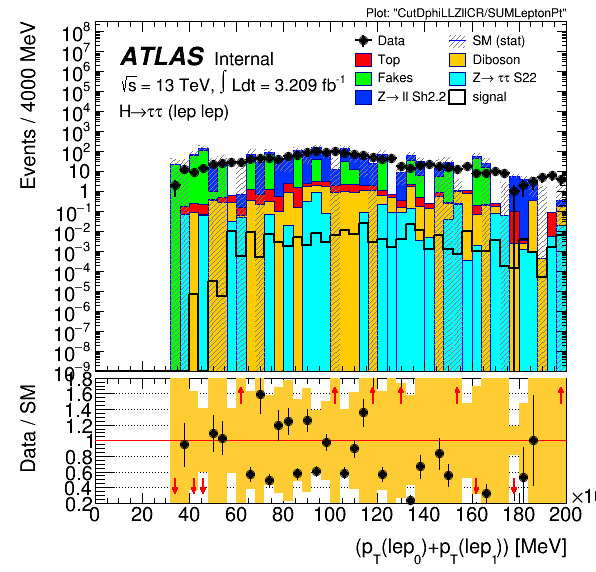 Plot: "CutDphiLLZllCR/SUMLeptonPt"
ATLAS Internal
√s = 13 TeV, ∫ Ldt = 3.209 fb⁻¹
H→ττ (lep lep)
Data
SM (stat)
Top
Diboson
Fakes
Z→ ττ S22
Z→ ll Sh2.2
signal
Events / 4000 MeV
10⁸
10⁷
10⁶
10⁵
10⁴
10³
10²
10
1
10⁻¹
10⁻²
10⁻³
10⁻⁴
10⁻⁵
10⁻⁶
10⁻⁷
10⁻⁸
10⁻⁹
Data / SM
1.8
1.6
1.4
1.2
1
0.8
0.6
0.4
0.2
0 20 40 60 80 100 120 140 160 180 200
(p_T(lep_0)+p_T(lep_1)) [MeV]